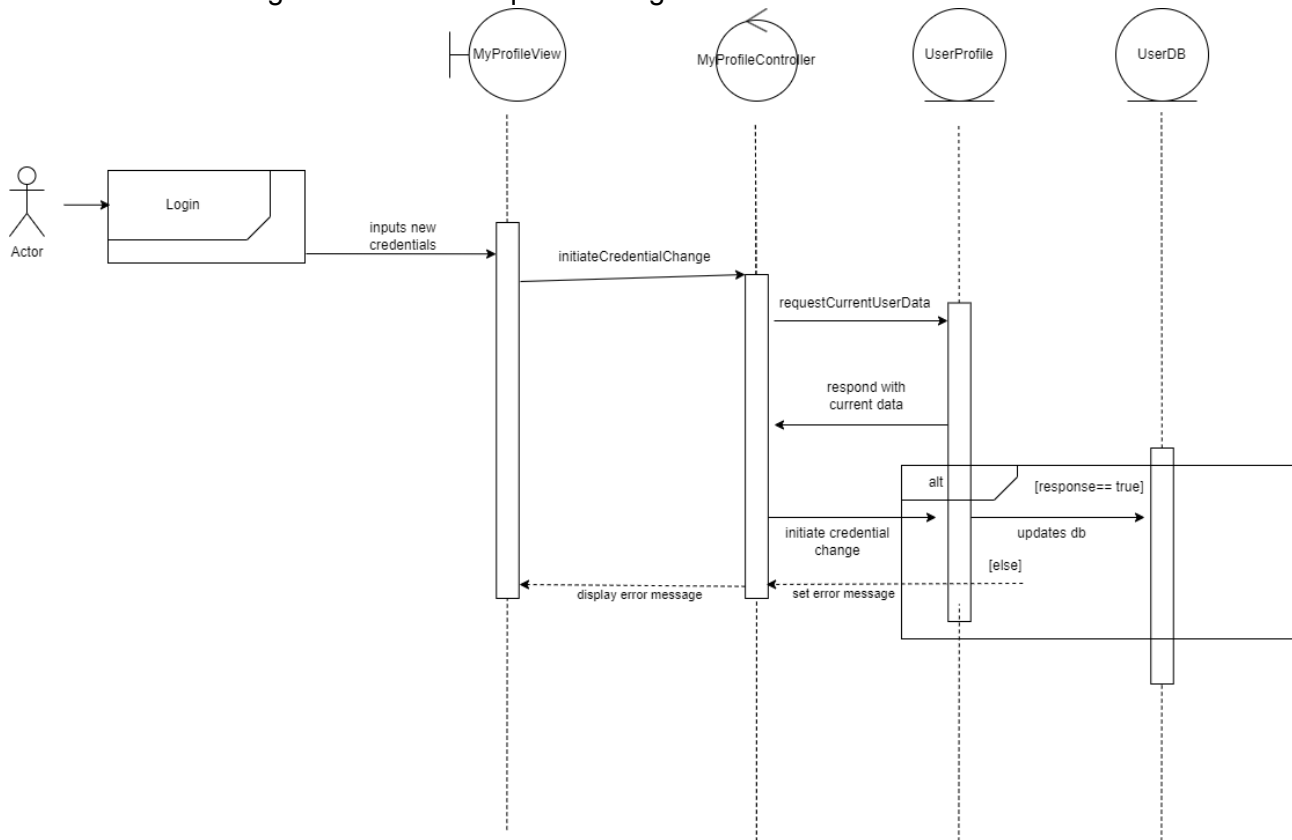 MyProfileView
MyProfileController
UserProfile
UserDB
Login
Actor
inputs new
credentials
initiateCredentialChange
requestCurrentUserData
respond with
current data
alt
[response== true]
initiate credential
change
updates db
[else]
display error message
set error message